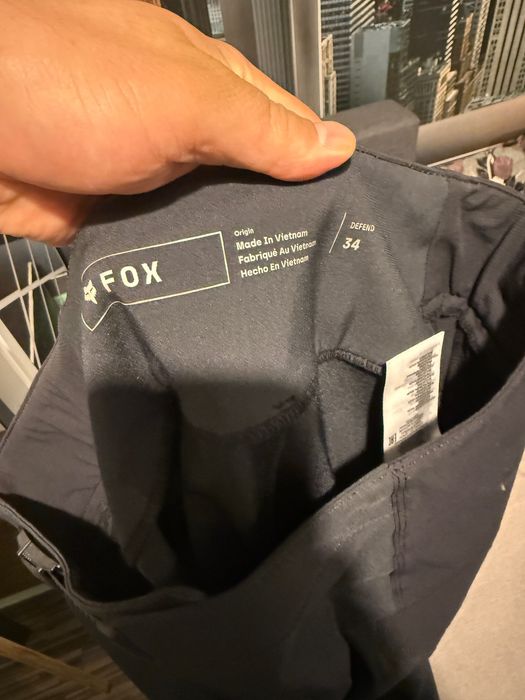 FOX
Origin
Made In Vietnam
Fabriqué Au Vietnam
Hecho En Vietnam
DEFEND
34